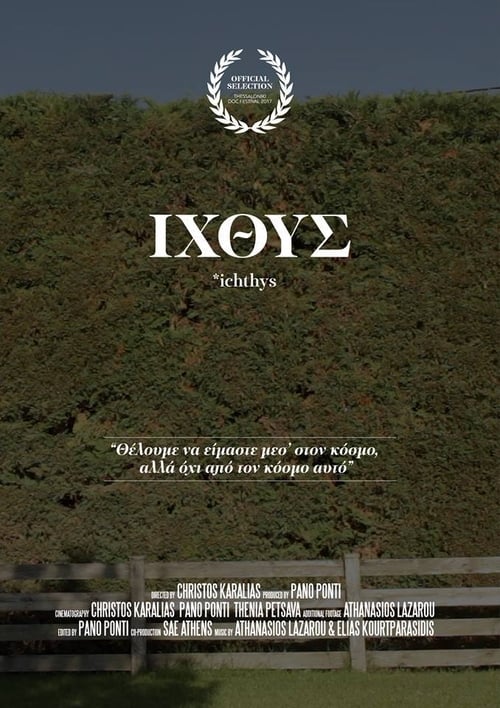 OFFICIAL
SELECTION
THESSALONIKI
DOC FESTIVAL 2017
ΙΧΘΥΣ
*ichthys
“Θέλουμε να είμαστε μεσ’ στον κόσμο,
αλλά όχι από τον κόσμο αυτό”
DIRECTED BY CHRISTOS KARALIAS PRODUCED BY PANO PONTI
CINEMATOGRAPHY CHRISTOS KARALIAS PANO PONTI THENIA PETSAVA ADDITIONAL FOOTAGE ATHANASIOS LAZAROU
EDITED BY PANO PONTI CO-PRODUCTION SAE ATHENS MUSIC BY ATHANASIOS LAZAROU & ELIAS KOURTPARASIDIS